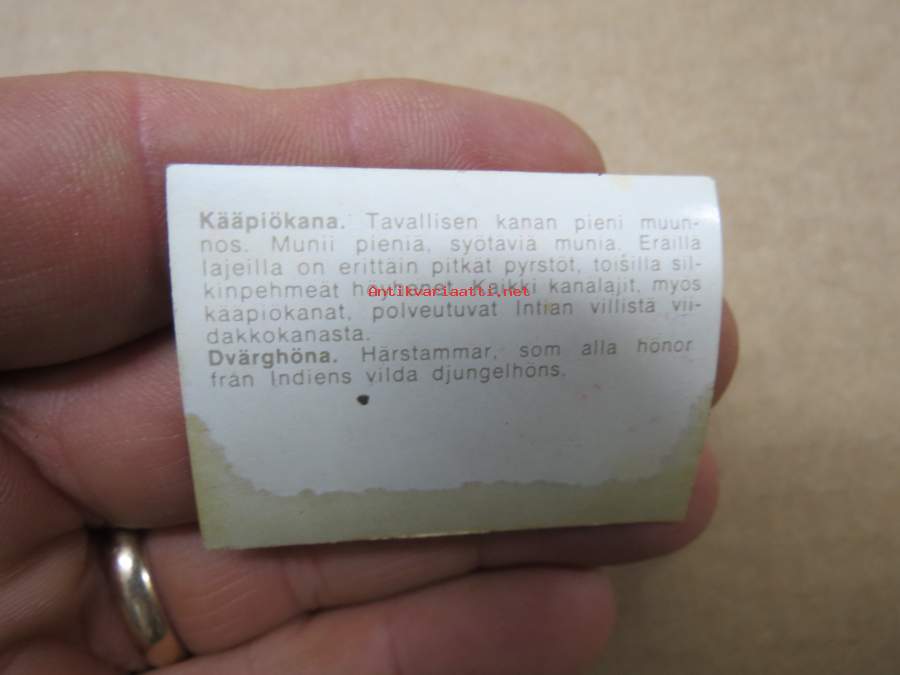 Kääpiökana. Tavallisen kanan pieni muun-
nos. Munii pieniä, syötäviä munia. Eräillä
lajeilla on erittäin pitkät pyrstöt, toisilla sil-
kinpehmeät höyhenet. Kaikki kanalajit, myös
kääpiökanat, polveutuvat Intian villistä vii-
dakkokanasta.
Dvärghöna. Härstammar, som alla hönor
från Indiens vilda djungelhöns.
Antikvariaatti.net